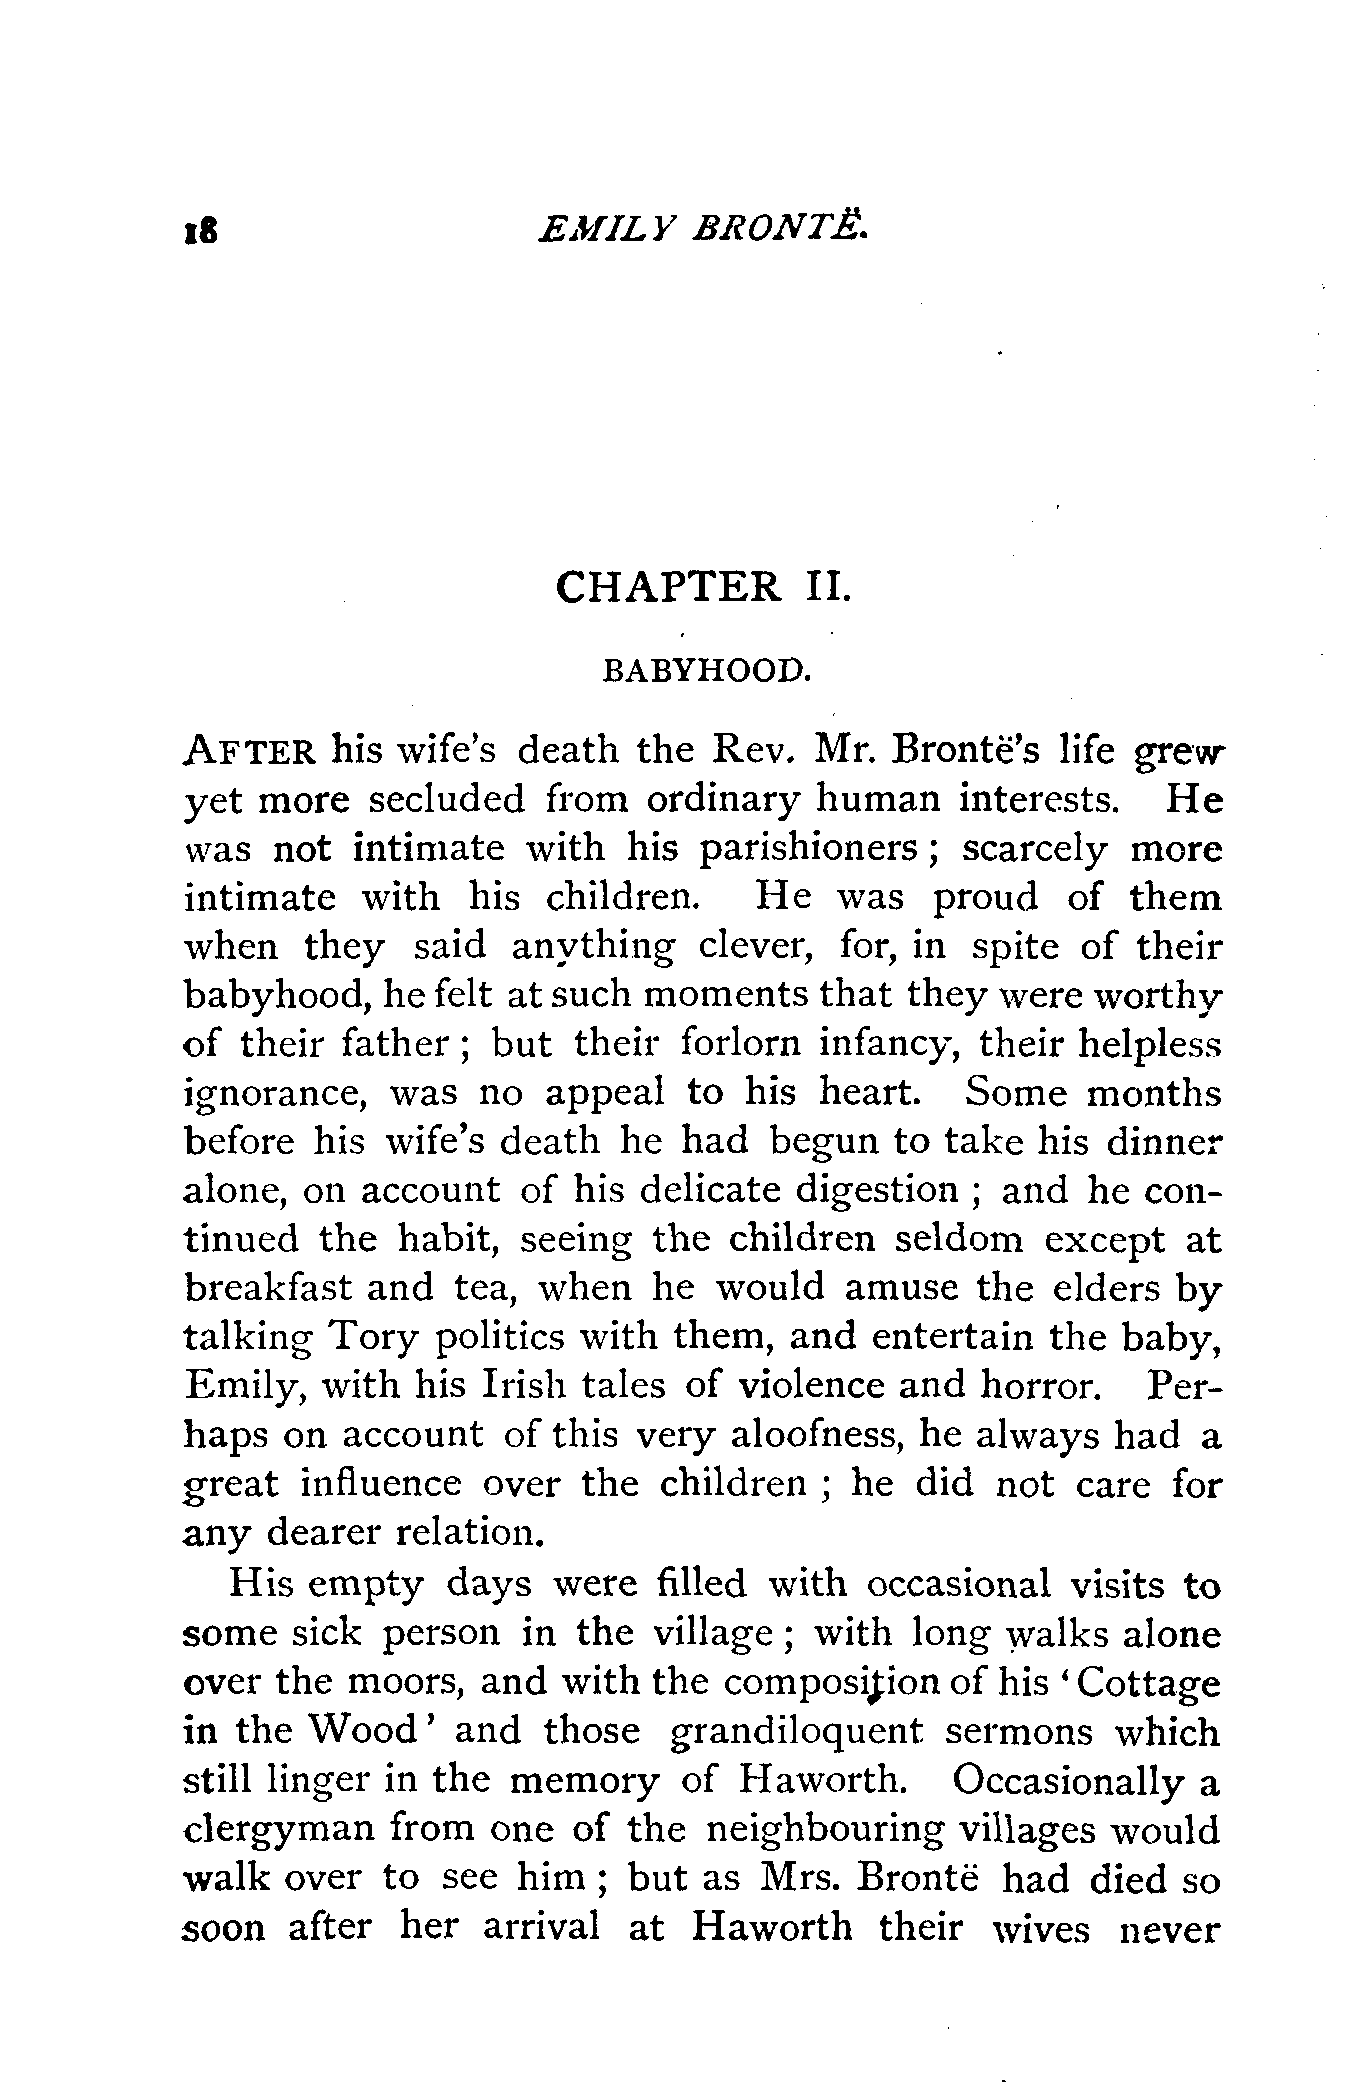 18 EMILY BRONTË.
CHAPTER II.
BABYHOOD.
AFTER his wife's death the Rev. Mr. Brontë's life grew
yet more secluded from ordinary human interests. He
was not intimate with his parishioners ; scarcely more
intimate with his children. He was proud of them
when they said anything clever, for, in spite of their
babyhood, he felt at such moments that they were worthy
of their father ; but their forlorn infancy, their helpless
ignorance, was no appeal to his heart. Some months
before his wife's death he had begun to take his dinner
alone, on account of his delicate digestion ; and he con-
tinued the habit, seeing the children seldom except at
breakfast and tea, when he would amuse the elders by
talking Tory politics with them, and entertain the baby,
Emily, with his Irish tales of violence and horror. Per-
haps on account of this very aloofness, he always had a
great influence over the children ; he did not care for
any dearer relation.
His empty days were filled with occasional visits to
some sick person in the village ; with long walks alone
over the moors, and with the composition of his ‘Cottage
in the Wood’ and those grandiloquent sermons which
still linger in the memory of Haworth. Occasionally a
clergyman from one of the neighbouring villages would
walk over to see him ; but as Mrs. Brontë had died so
soon after her arrival at Haworth their wives never